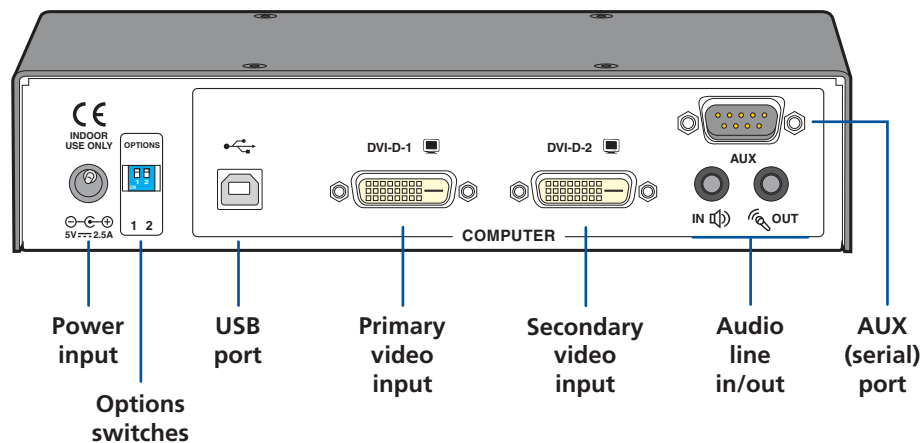 CE
INDOOR
USE ONLY
OPTIONS
ON
1 2
1 2
5V 2.5A
DVI-D-1
DVI-D-2
AUX
IN
OUT
COMPUTER
Power
input
Options
switches
USB
port
Primary
video
input
Secondary
video
input
Audio
line
in/out
AUX
(serial)
port